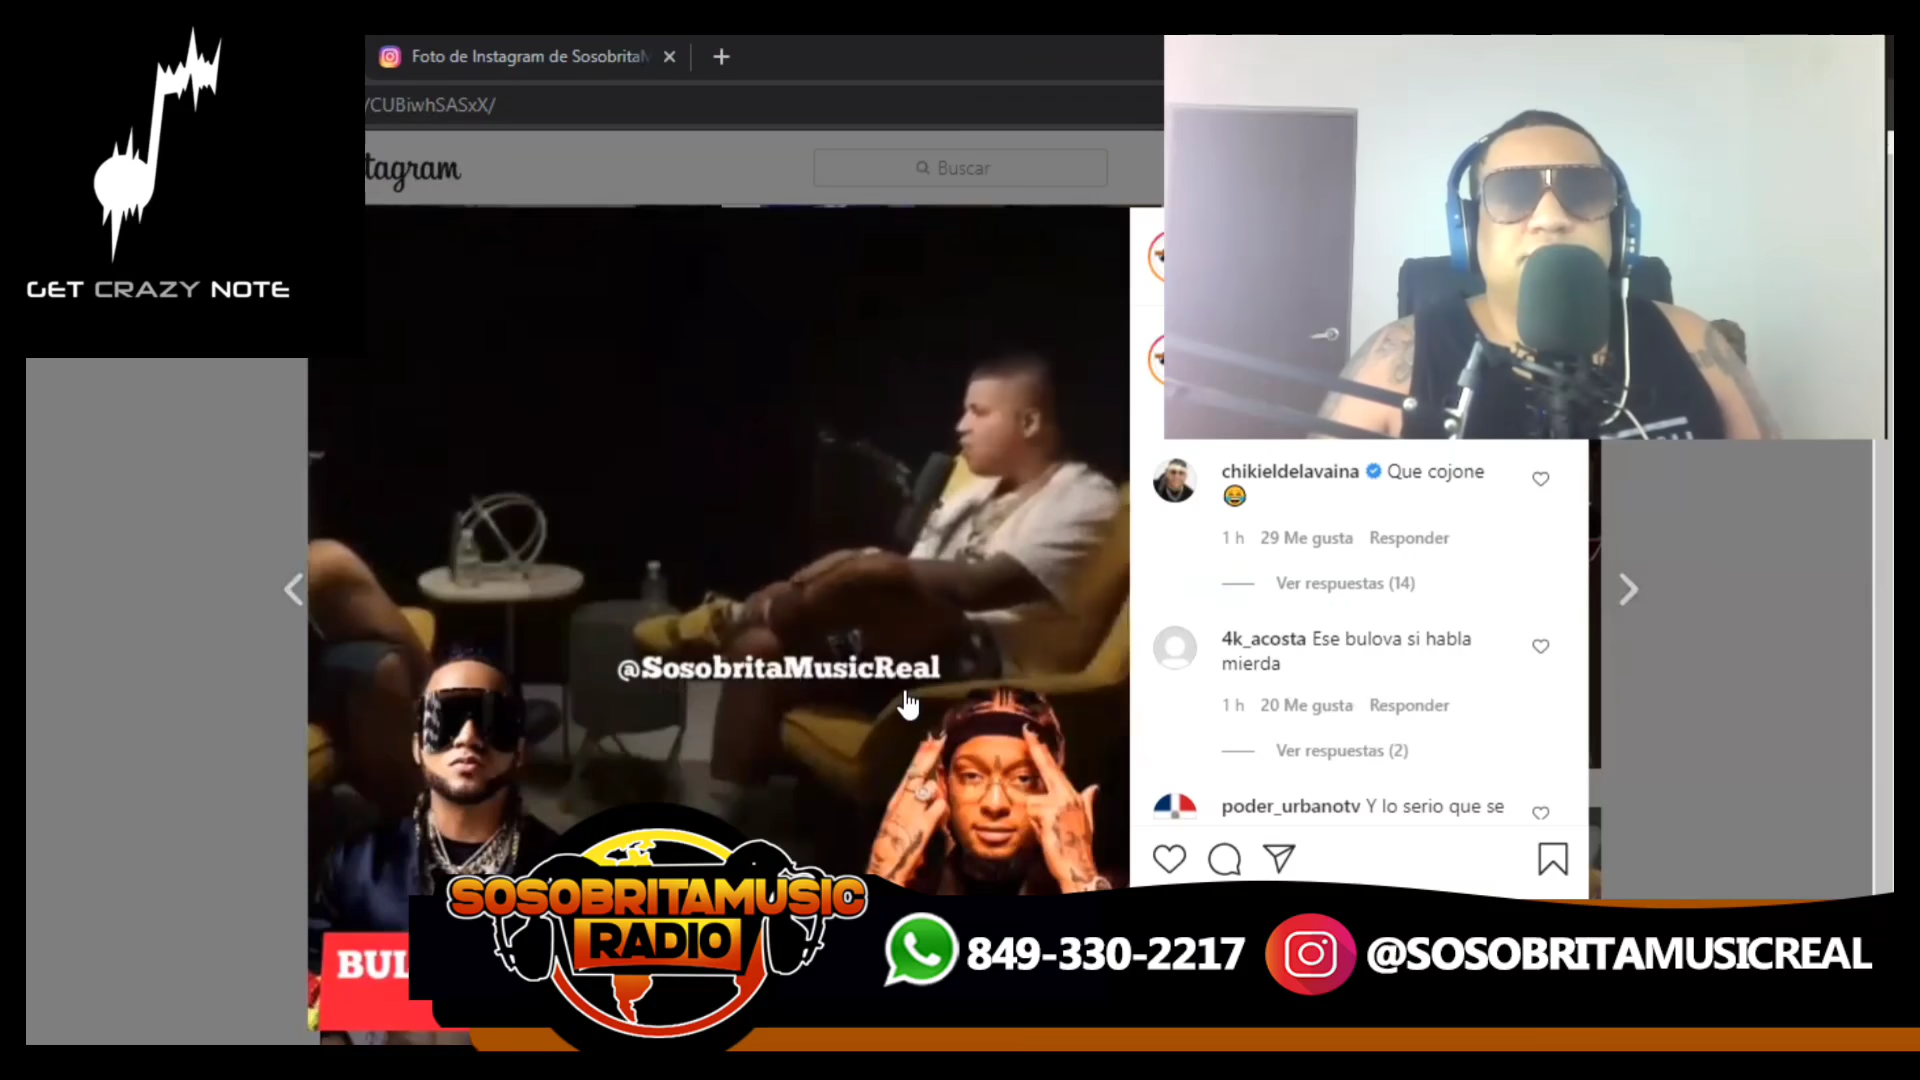 GET CRAZY NOTE
Foto de Instagram de Sosobrita
/CUBiwhSASxX/
tagram
Buscar
@SosobritaMusicReal
chikieldelavaina Que cojone
1 h 29 Me gusta Responder
Ver respuestas (14)
4k_acosta Ese bulova si habla
mierda
1 h 20 Me gusta Responder
Ver respuestas (2)
poder_urbanotv Y lo serio que se
BUL
SOSOBRITAMUSIC
RADIO
849-330-2217
@SOSOBRITAMUSICREAL